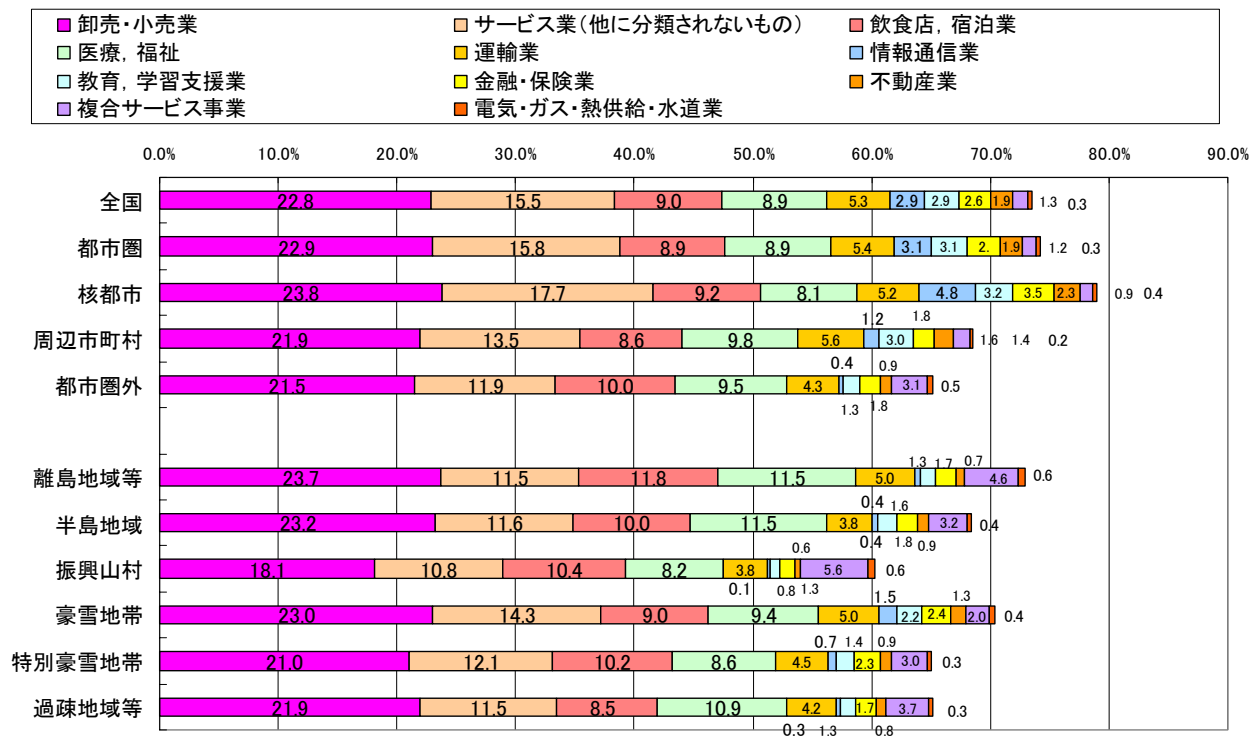 卸売・小売業 サービス業(他に分類されないもの) 飲食店, 宿泊業
医療, 福祉 運輸業 情報通信業
教育, 学習支援業 金融・保険業 不動産業
複合サービス事業 電気・ガス・熱供給・水道業
0.0% 10.0% 20.0% 30.0% 40.0% 50.0% 60.0% 70.0% 80.0% 90.0%
全国 22.8 15.5 9.0 8.9 5.3 2.9 2.9 2.6 1.9 1.3 0.3
都市圏 22.9 15.8 8.9 8.9 5.4 3.1 3.1 2. 1.9 1.2 0.3
核都市 23.8 17.7 9.2 8.1 5.2 4.8 3.2 3.5 2.3 0.9 0.4
1.2 1.8
周辺市町村 21.9 13.5 8.6 9.8 5.6 3.0 1.6 1.4 0.2
0.4 0.9
都市圏外 21.5 11.9 10.0 9.5 4.3 3.1 0.5
1.3 1.8
1.3 1.7 0.7
離島地域等 23.7 11.5 11.8 11.5 5.0 4.6 0.6
0.4 1.6
半島地域 23.2 11.6 10.0 11.5 3.8 3.2 0.4
0.4 1.8 0.9
0.6
振興山村 18.1 10.8 10.4 8.2 3.8 5.6 0.6
0.1 0.8 1.3
1.5 1.3
豪雪地帯 23.0 14.3 9.0 9.4 5.0 2.2 2.4 2.0 0.4
0.7 1.4 0.9
特別豪雪地帯 21.0 12.1 10.2 8.6 4.5 2.3 3.0 0.3
過疎地域等 21.9 11.5 8.5 10.9 4.2 1.7 3.7 0.3
0.3 1.3 0.8